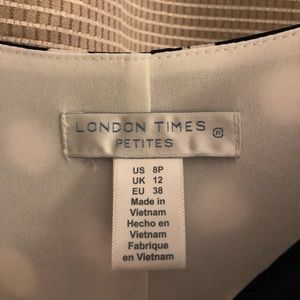 LONDON TIMES ®
PETITES
US 8P
UK 12
EU 38
Made in
Vietnam
Hecho en
Vietnam
Fabrique
en Vietnam